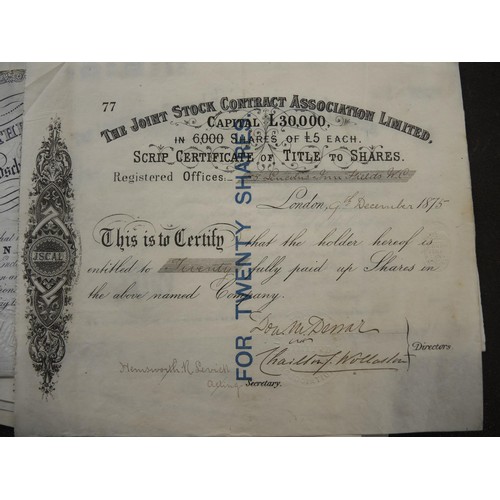 77
THE JOINT STOCK CONTRACT ASSOCIATION LIMITED.
CAPITAL £30,000.
IN 6,000 SHARES OF £5 EACH.
SCRIP CERTIFICATE OF TITLE TO SHARES.
Registered Offices. Inn Fields W.C.
London, December 1875
This is to Certify that the holder hereof is
entitled to Twenty fully paid up Shares in
the above named Company.
JSCAL
FOR TWENTY SHARES.
Directors
Secretary.